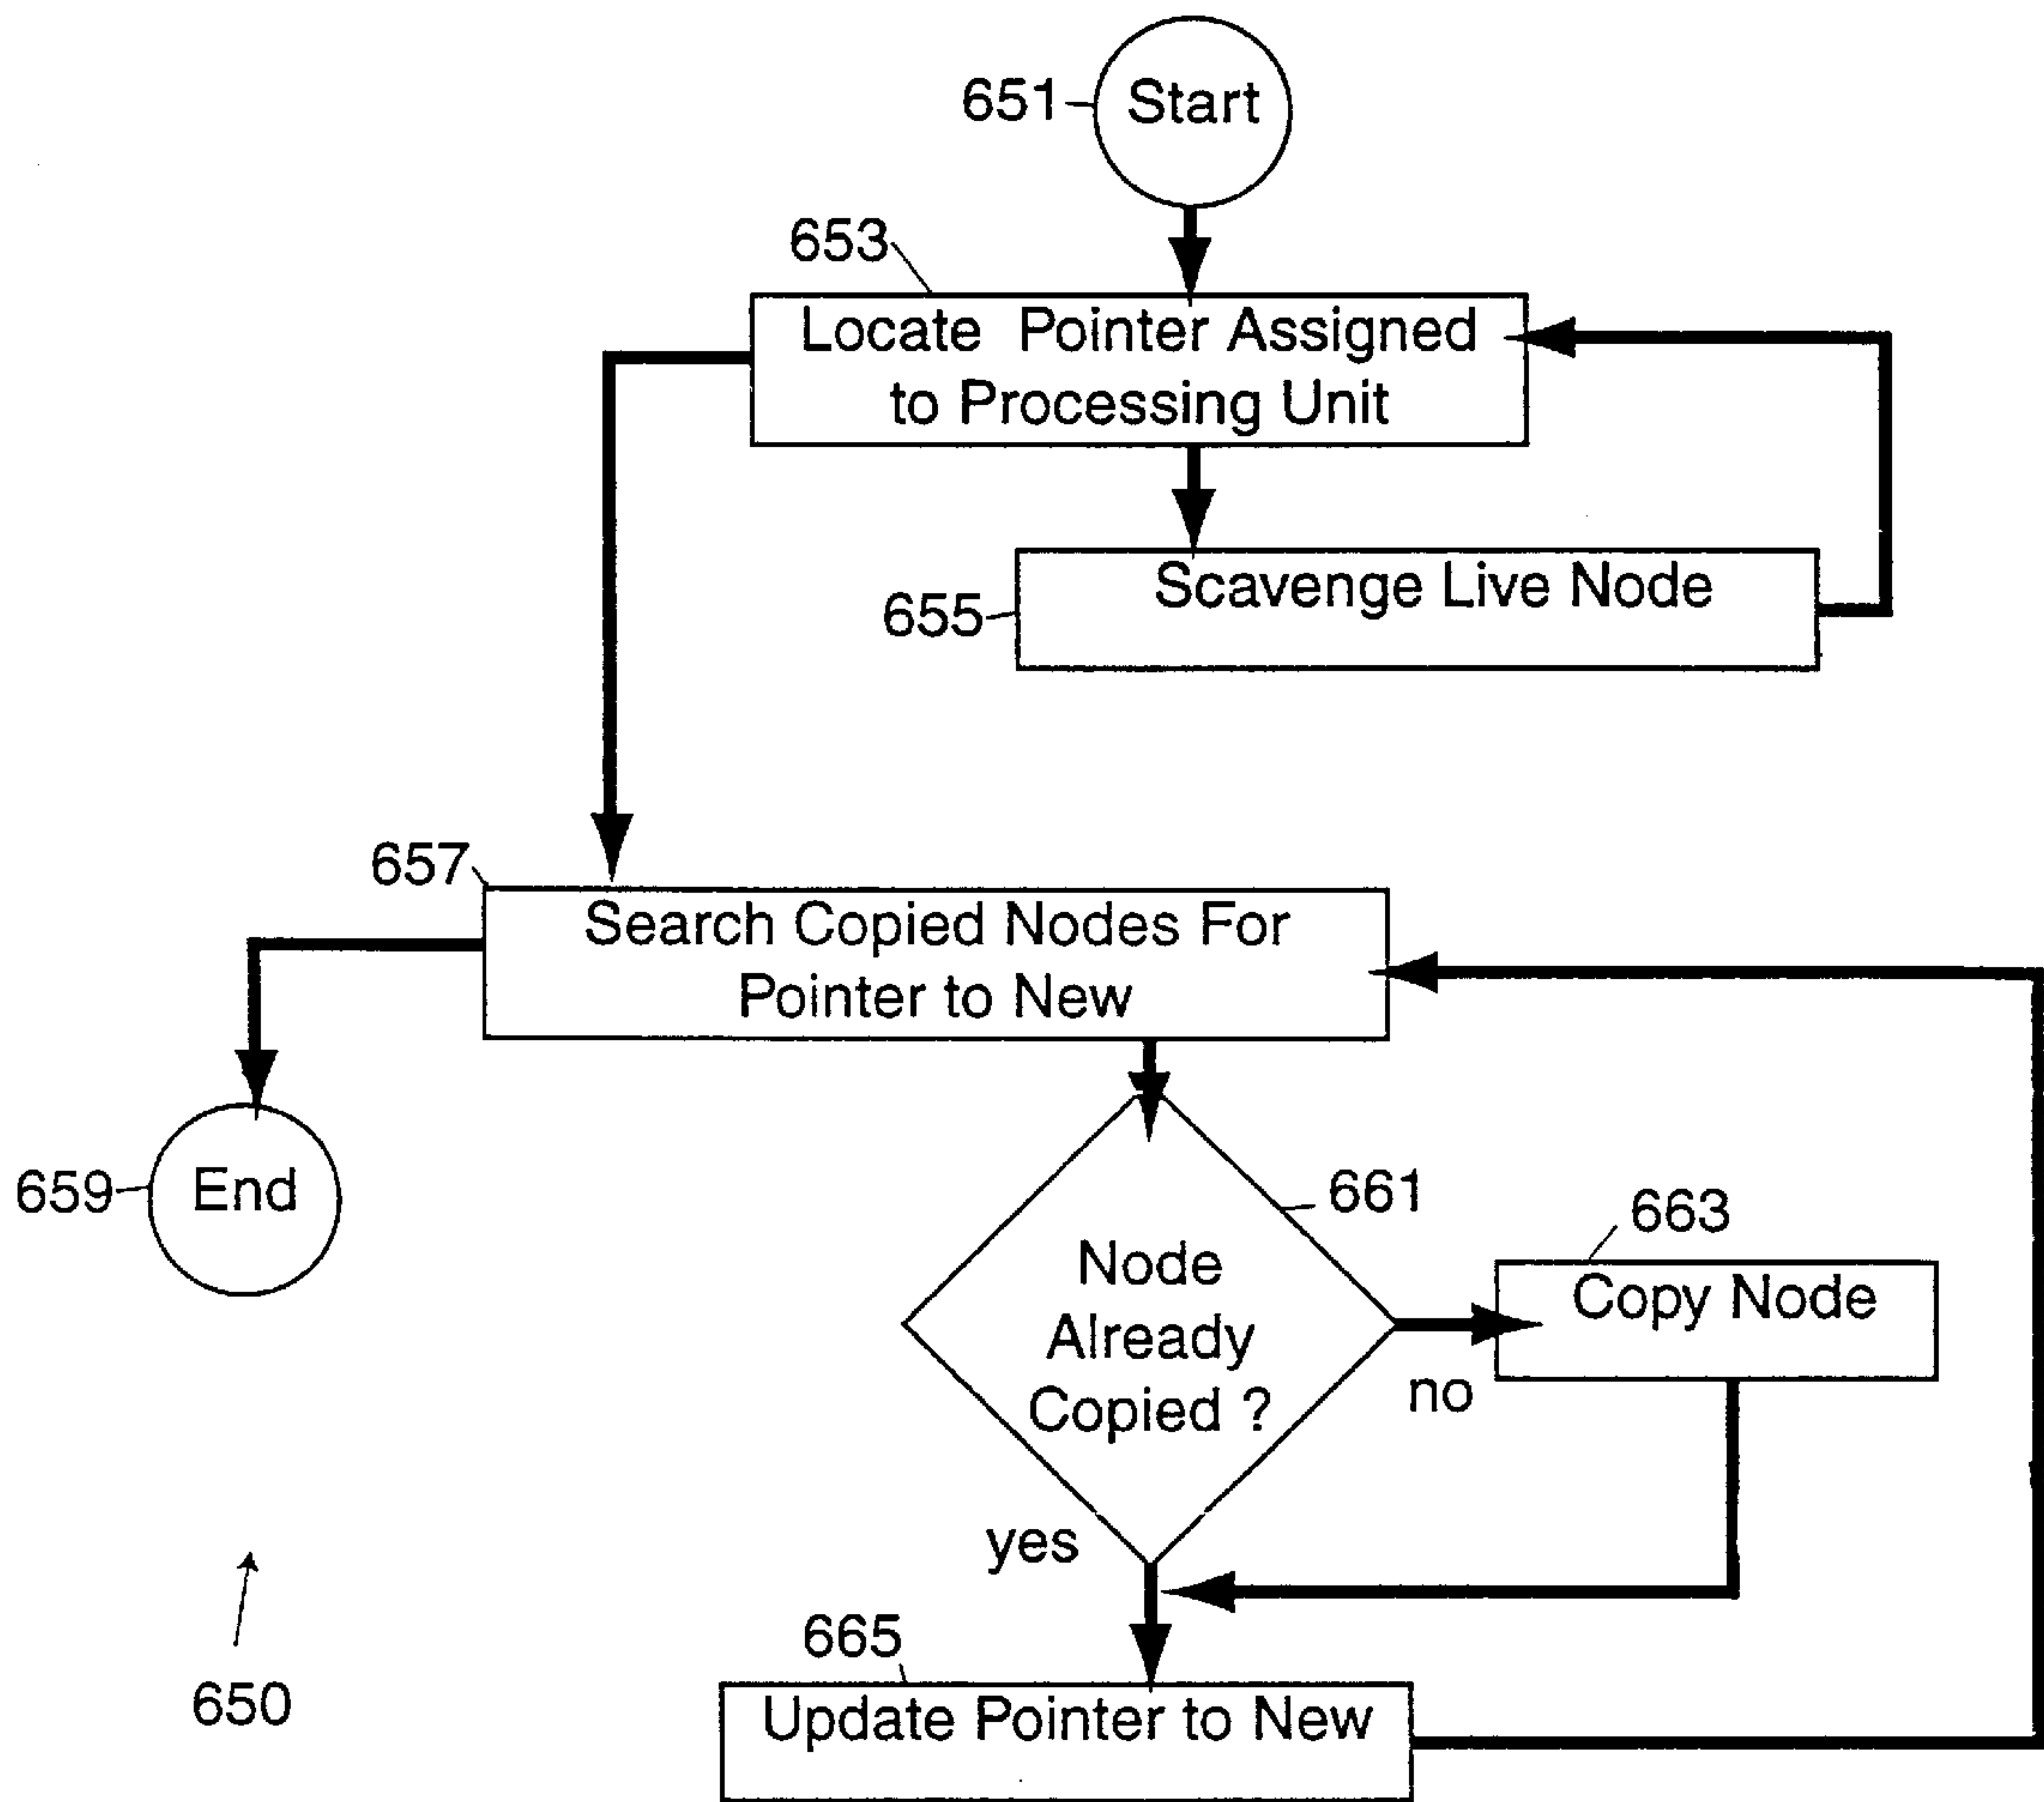 651
Start
653
Locate Pointer Assigned
to Processing Unit
655
Scavenge Live Node
657
Search Copied Nodes For
Pointer to New
659
End
661
Node
Already
Copied ?
no
663
Copy Node
yes
665
Update Pointer to New
650